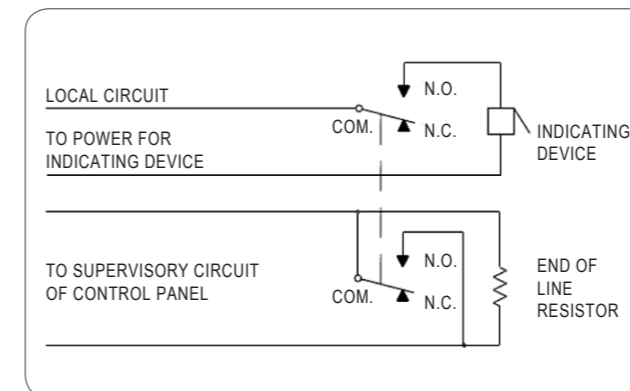 LOCAL CIRCUIT
N.O.
COM.
N.C.
TO POWER FOR
INDICATING DEVICE
INDICATING
DEVICE
TO SUPERVISORY CIRCUIT
OF CONTROL PANEL
N.O.
COM.
N.C.
END OF
LINE
RESISTOR